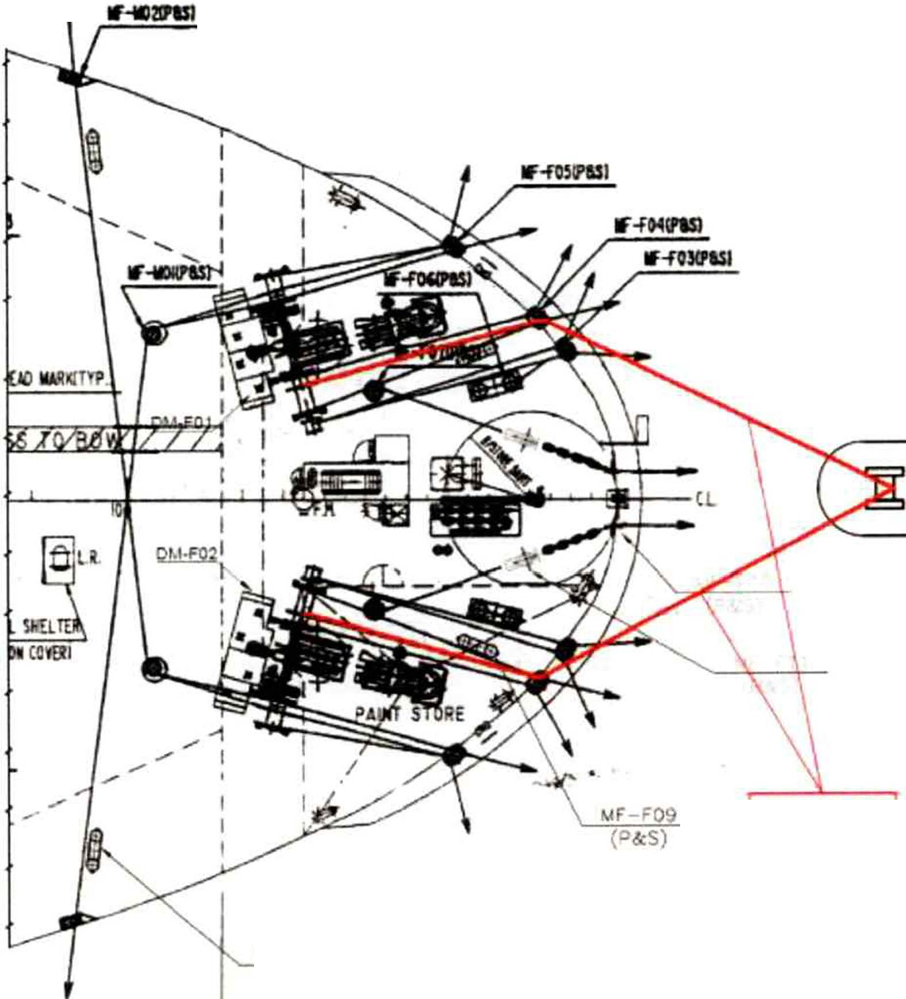 MF-M02(P&S)
MF-F05(P&S)
MF-F04(P&S)
MF-F03(P&S)
MF-M01(P&S)
MF-F06(P&S)
EAD MARK(TYP.
DM-F01
SS TO/BOW
C.L.
10
F.M
DM-F02
L.R.
L SHELTER
ON COVER)
PAINT STORE
MF-F09
(P&S)